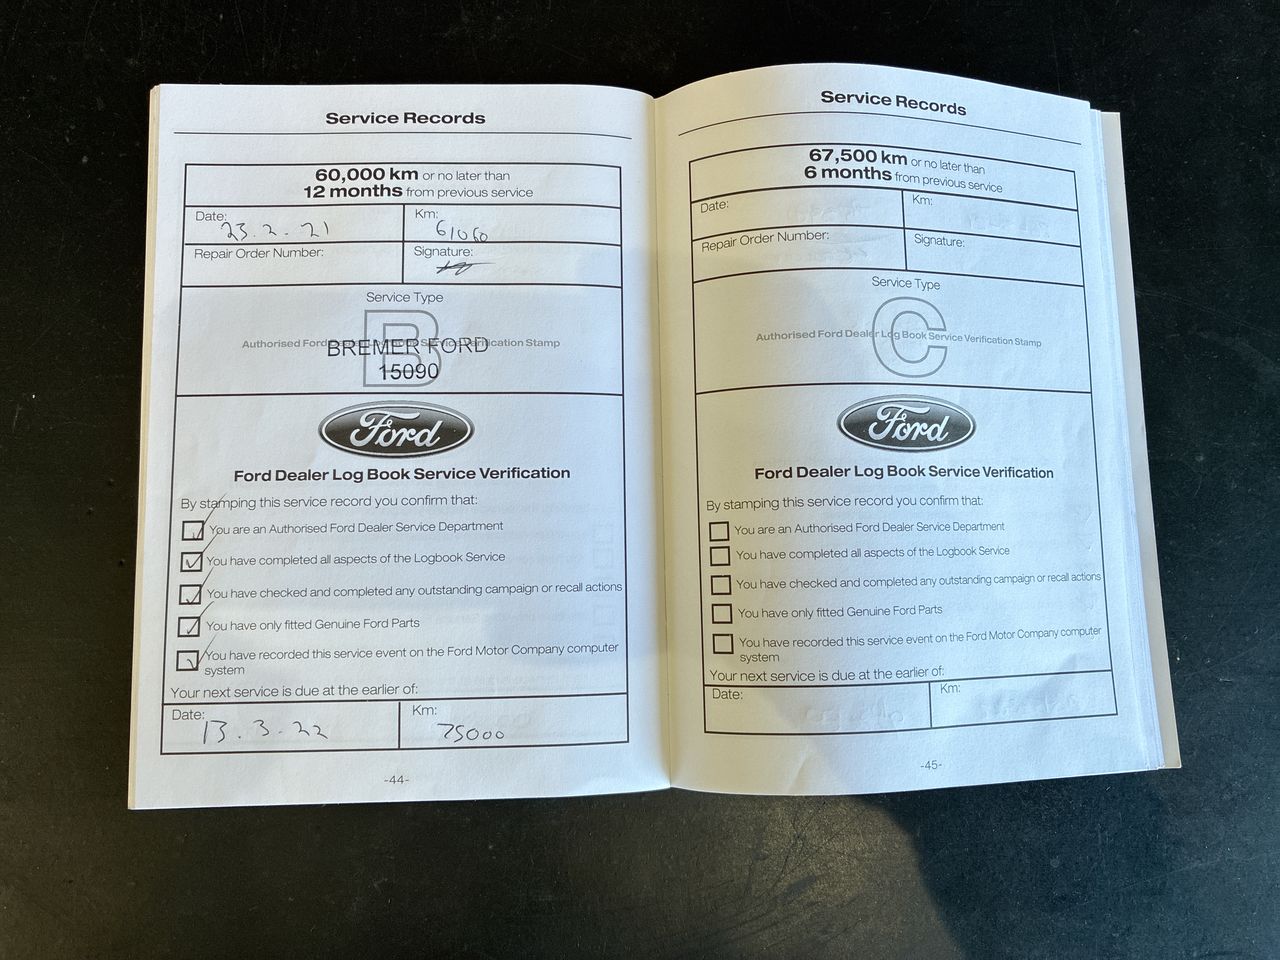 Service Records
60,000 km or no later than
12 months from previous service
Date:
23.2.21
Km:
61060
Repair Order Number:
Signature:
Service Type
B
Authorised Ford Service Verification Stamp
BREMER FORD
15090
Ford
Ford Dealer Log Book Service Verification
By stamping this service record you confirm that:
You are an Authorised Ford Dealer Service Department
You have completed all aspects of the Logbook Service
You have checked and completed any outstanding campaign or recall actions
You have only fitted Genuine Ford Parts
You have recorded this service event on the Ford Motor Company computer
system
Your next service is due at the earlier of:
Date:
13.3.22
Km:
75000
-44-
Service Records
67,500 km or no later than
6 months from previous service
Date:
Km:
Repair Order Number:
Signature:
Service Type
C
Authorised Ford Dealer Log Book Service Verification Stamp
Ford
Ford Dealer Log Book Service Verification
By stamping this service record you confirm that:
You are an Authorised Ford Dealer Service Department
You have completed all aspects of the Logbook Service
You have checked and completed any outstanding campaign or recall actions
You have only fitted Genuine Ford Parts
You have recorded this service event on the Ford Motor Company computer
system
Your next service is due at the earlier of:
Date:
Km:
-45-